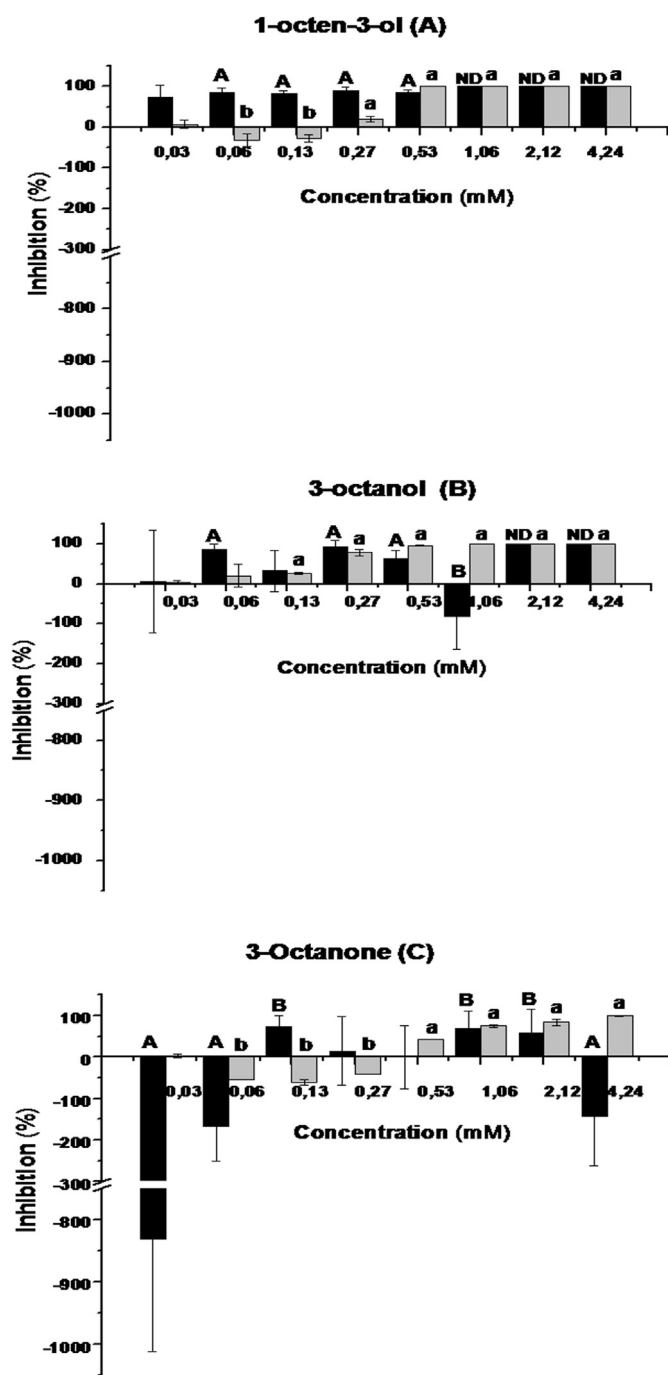 1-octen-3-ol (A)
A A A A a ND a ND a ND a
100
b b a
0
0,03 0,06 0,13 0,27 0,53 1,06 2,12 4,24
-100
Concentration (mM)
-200
-300
Inhibition (%)
-800
-900
-1000
3-octanol (B)
A a A a A a a ND a ND a
100
B
0
0,03 0,06 0,13 0,27 0,53 1,06 2,12 4,24
-100
Concentration (mM)
-200
-300
Inhibition (%)
-800
-900
-1000
3-Octanone (C)
B a B a B a a
100
A A b b b A
0
0,03 0,06 0,13 0,27 0,53 1,06 2,12 4,24
-100
Concentration (mM)
-200
-300
Inhibition (%)
-800
-900
-1000